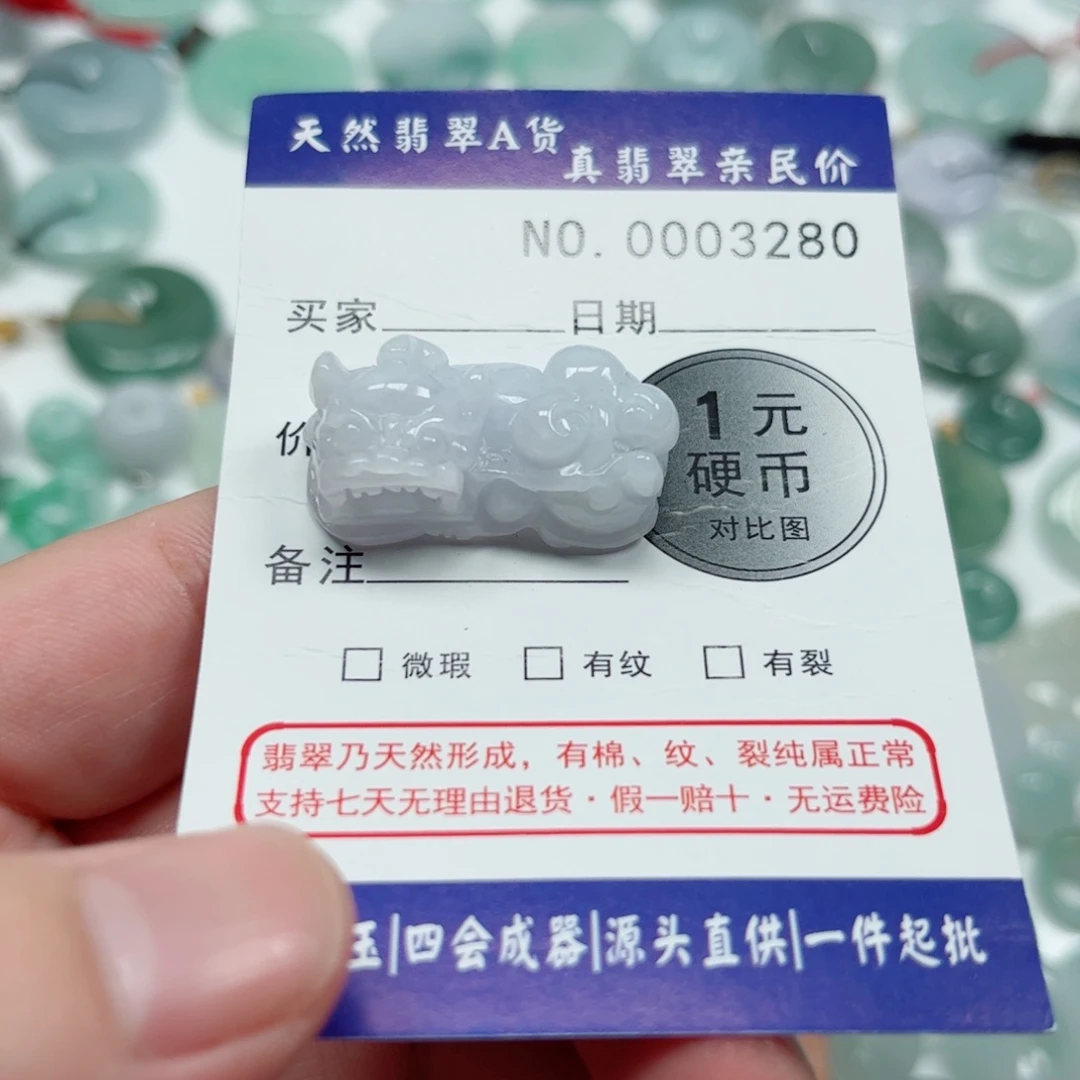 天然翡翠A货
真翡翠亲民价
NO. 0003280
买家 日期
1元
硬币
对比图
备注
微瑕 有纹 有裂
翡翠乃天然形成，有棉、纹、裂纯属正常
支持七天无理由退货·假一赔十·无运费险
玉|四会成器|源头直供|一件起批